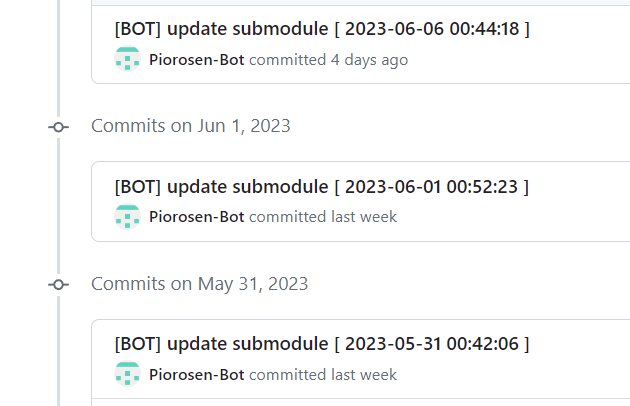 [BOT] update submodule [ 2023-06-06 00:44:18 ]
Piorosen-Bot committed 4 days ago
Commits on Jun 1, 2023
[BOT] update submodule [ 2023-06-01 00:52:23 ]
Piorosen-Bot committed last week
Commits on May 31, 2023
[BOT] update submodule [ 2023-05-31 00:42:06 ]
Piorosen-Bot committed last week